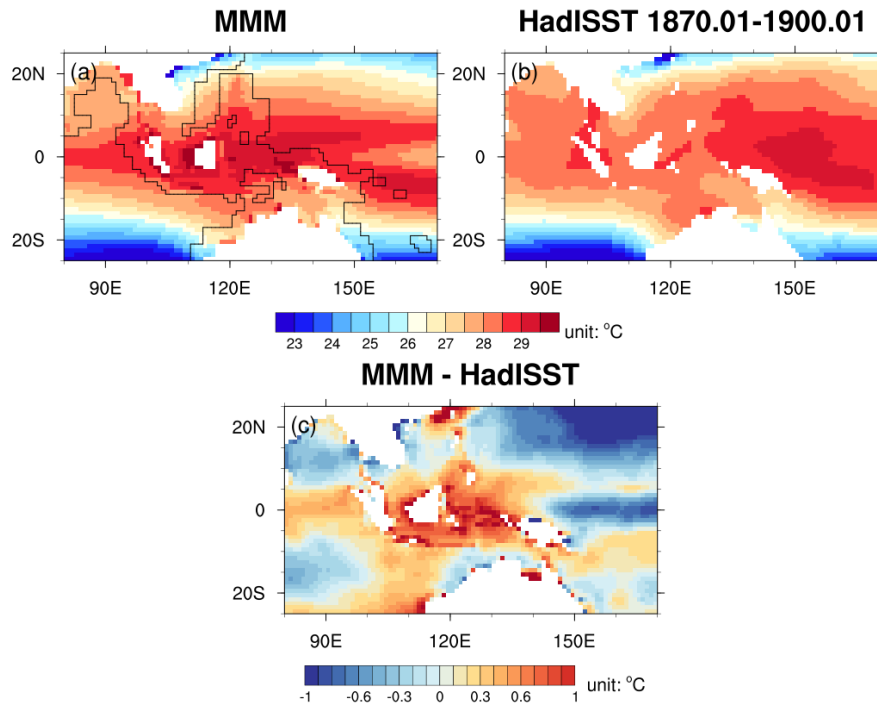 MMM
HadISST 1870.01-1900.01
(a)
(b)
20N
0
20S
20N
0
20S
90E 120E 150E
90E 120E 150E
23 24 25 26 27 28 29
unit: °C
MMM - HadISST
(c)
20N
0
20S
90E 120E 150E
-1 -0.6 -0.3 0 0.3 0.6 1
unit: °C